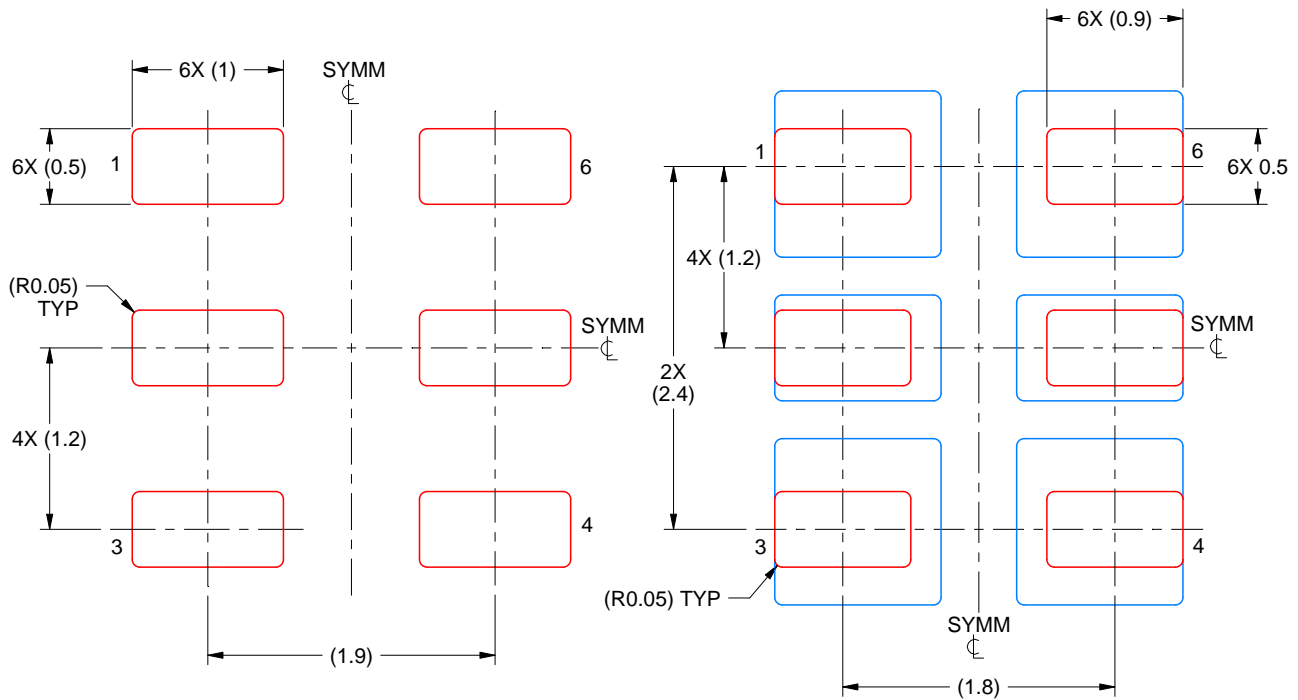 6X (1)
SYMM
6X (0.5)
1
6
(R0.05)
TYP
SYMM
4X (1.2)
3
4
(1.9)
6X (0.9)
1
6
6X 0.5
4X (1.2)
SYMM
2X
(2.4)
3
4
(R0.05) TYP
SYMM
(1.8)